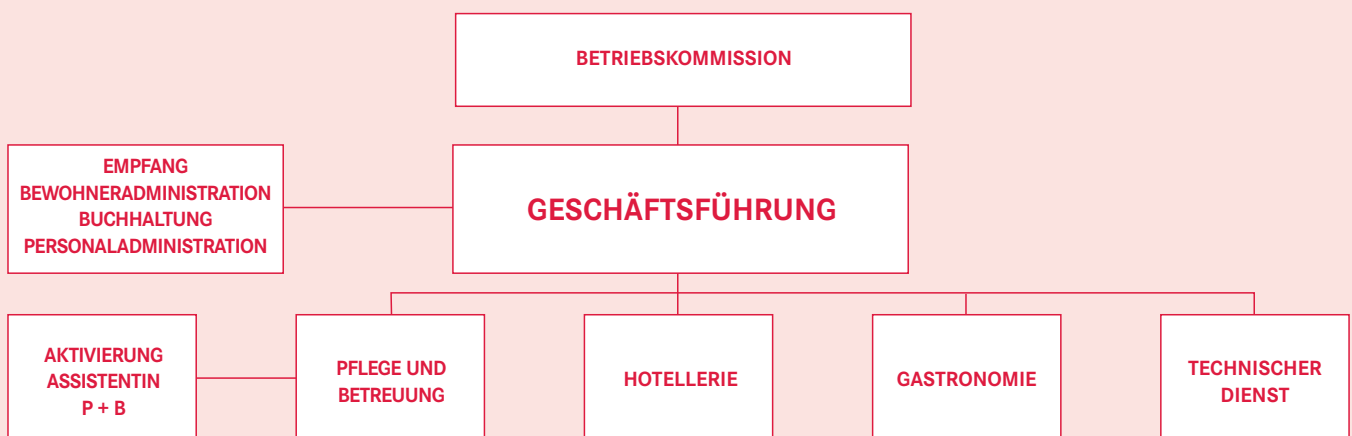 BETRIEBSKOMMISSION
EMPFANG
BEWOHNERADMINISTRATION
BUCHHALTUNG
PERSONALADMINISTRATION
GESCHÄFTSFÜHRUNG
AKTIVIERUNG
ASSISTENTIN
P + B
PFLEGE UND
BETREUUNG
HOTELLERIE
GASTRONOMIE
TECHNISCHER
DIENST